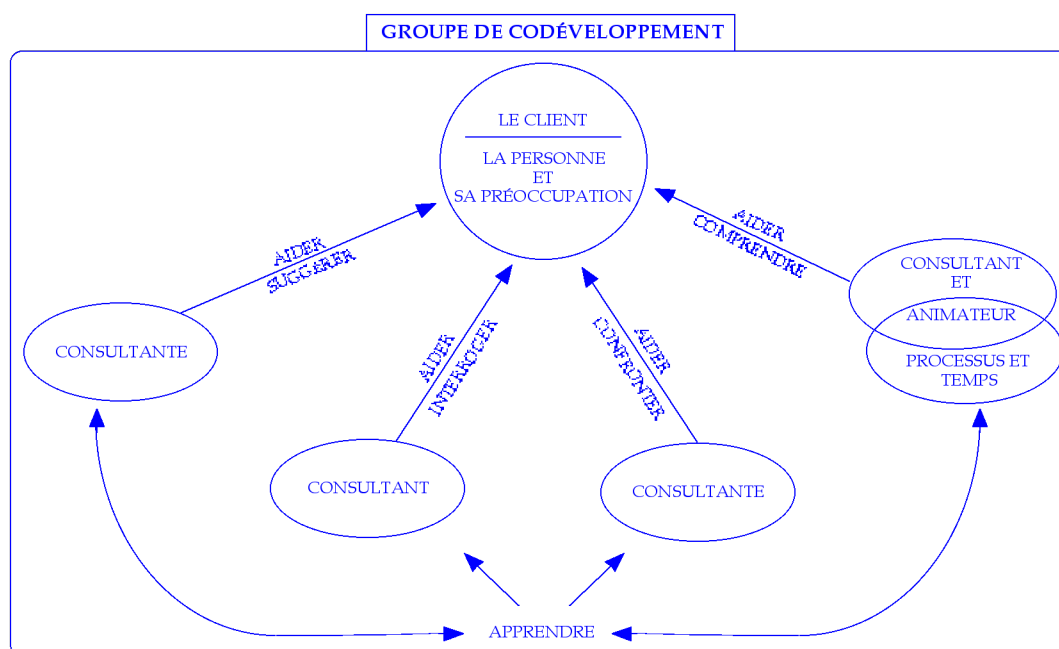 GROUPE DE CODÉVELOPPEMENT
LE CLIENT
LA PERSONNE
ET
SA PRÉOCCUPATION
AIDER
SUGGÉRER
AIDER
INTERROGER
AIDER
CONFRONTER
AIDER
COMPRENDRE
CONSULTANTE
CONSULTANT
CONSULTANTE
CONSULTANT
ET
ANIMATEUR
PROCESSUS ET
TEMPS
APPRENDRE